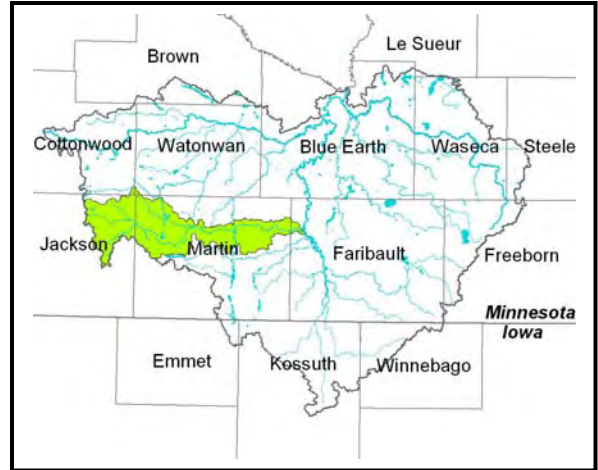 Le Sueur
Brown
Cottonwood Watonwan Blue Earth Waseca Steele
Jackson Martin Faribault Freeborn
Minnesota
Iowa
Emmet Kossuth Winnebago